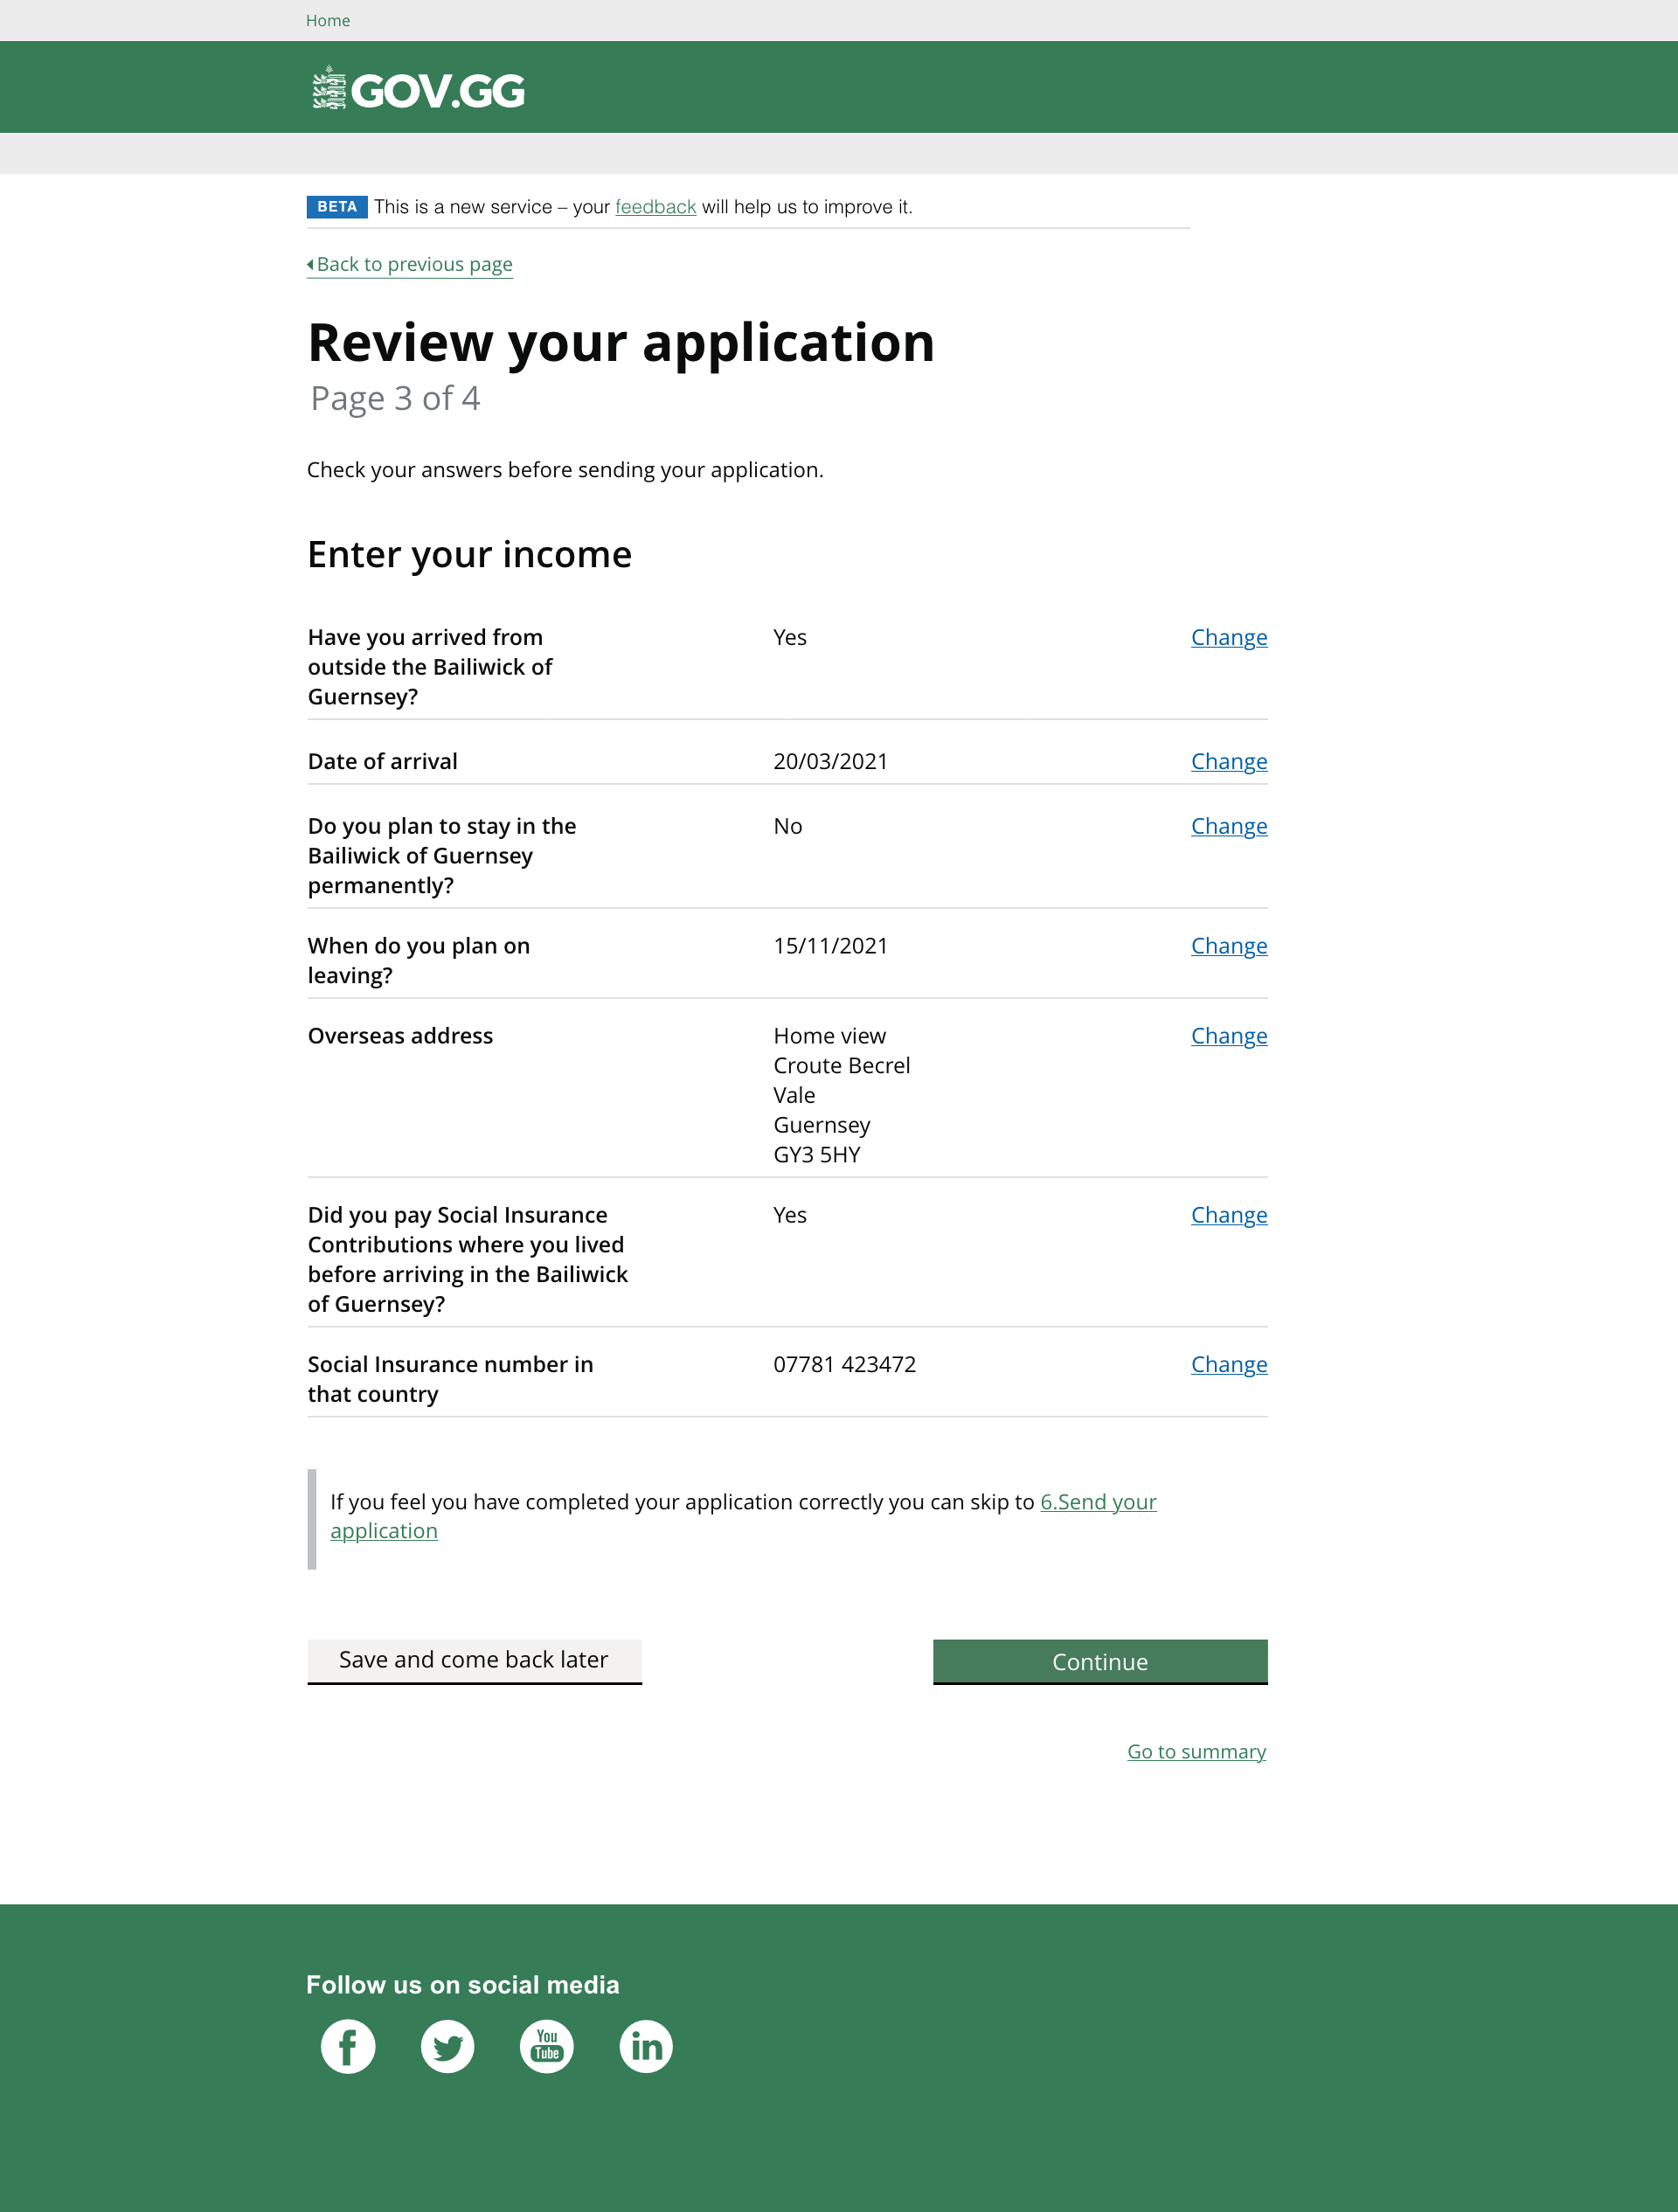 Home
GOV.GG
BETA This is a new service – your feedback will help us to improve it.
Back to previous page
Review your application
Page 3 of 4
Check your answers before sending your application.
Enter your income
Have you arrived from
outside the Bailiwick of
Guernsey?
Yes
Change
Date of arrival
20/03/2021
Change
Do you plan to stay in the
Bailiwick of Guernsey
permanently?
No
Change
When do you plan on
leaving?
15/11/2021
Change
Overseas address
Home view
Croute Becrel
Vale
Guernsey
GY3 5HY
Change
Did you pay Social Insurance
Contributions where you lived
before arriving in the Bailiwick
of Guernsey?
Yes
Change
Social Insurance number in
that country
07781 423472
Change
If you feel you have completed your application correctly you can skip to 6.Send your
application
Save and come back later
Continue
Go to summary
Follow us on social media
You
Tube
in